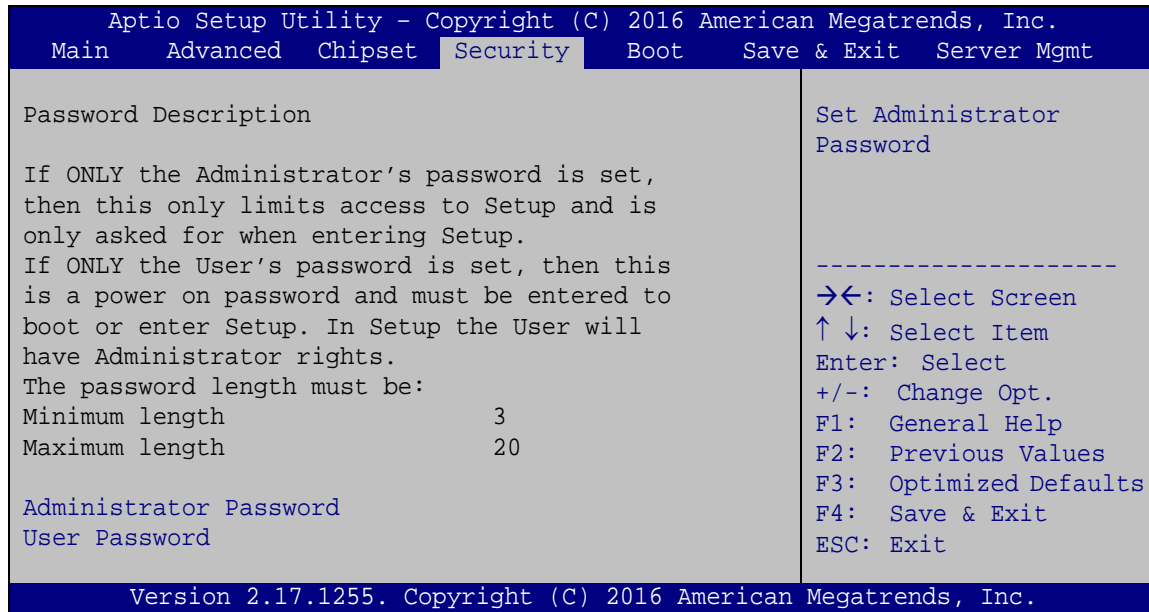 Aptio Setup Utility – Copyright (C) 2016 American Megatrends, Inc.
Main Advanced Chipset Security Boot Save & Exit Server Mgmt
Password Description
If ONLY the Administrator’s password is set,
then this only limits access to Setup and is
only asked for when entering Setup.
If ONLY the User’s password is set, then this
is a power on password and must be entered to
boot or enter Setup. In Setup the User will
have Administrator rights.
The password length must be:
Minimum length 3
Maximum length 20
Administrator Password
User Password
Set Administrator
Password
---------------------
→←: Select Screen
↑ ↓: Select Item
Enter: Select
+/-: Change Opt.
F1: General Help
F2: Previous Values
F3: Optimized Defaults
F4: Save & Exit
ESC: Exit
Version 2.17.1255. Copyright (C) 2016 American Megatrends, Inc.